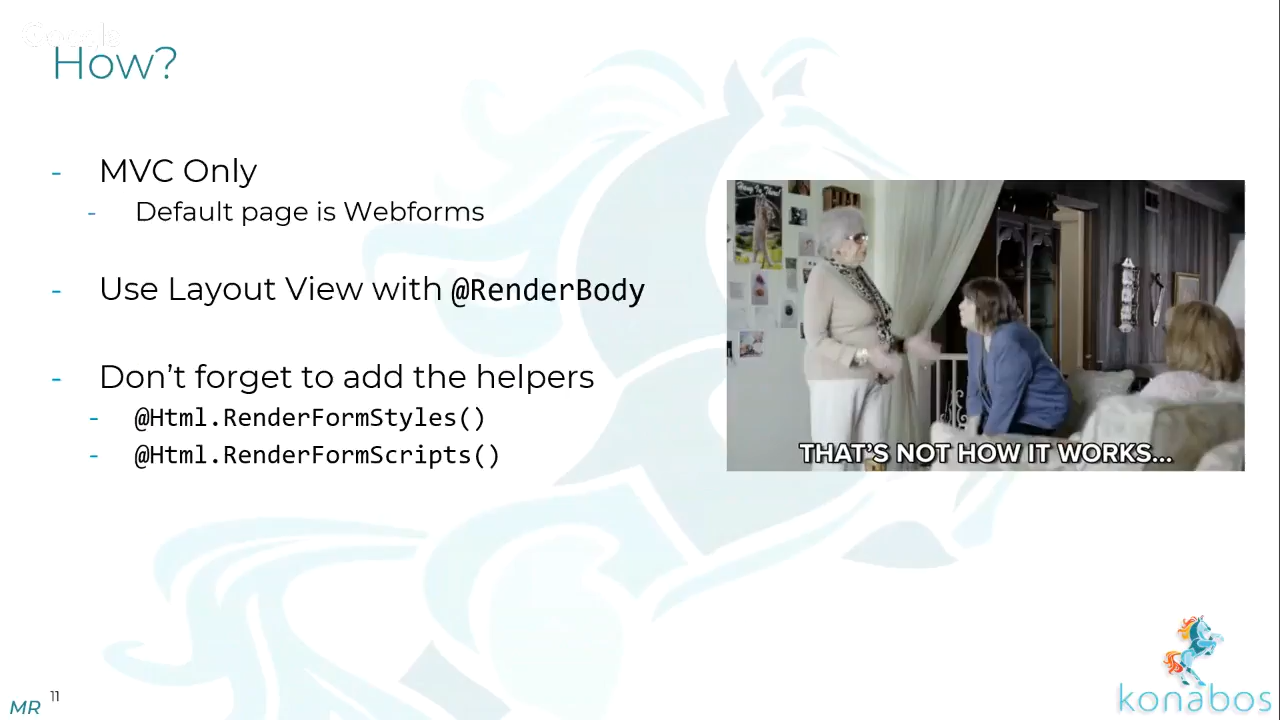 Google
How?
- MVC Only
- Default page is Webforms
- Use Layout View with @RenderBody
- Don't forget to add the helpers
- @Html.RenderFormStyles()
- @Html.RenderFormScripts()
THAT'S NOT HOW IT WORKS...
MR 11
konabos